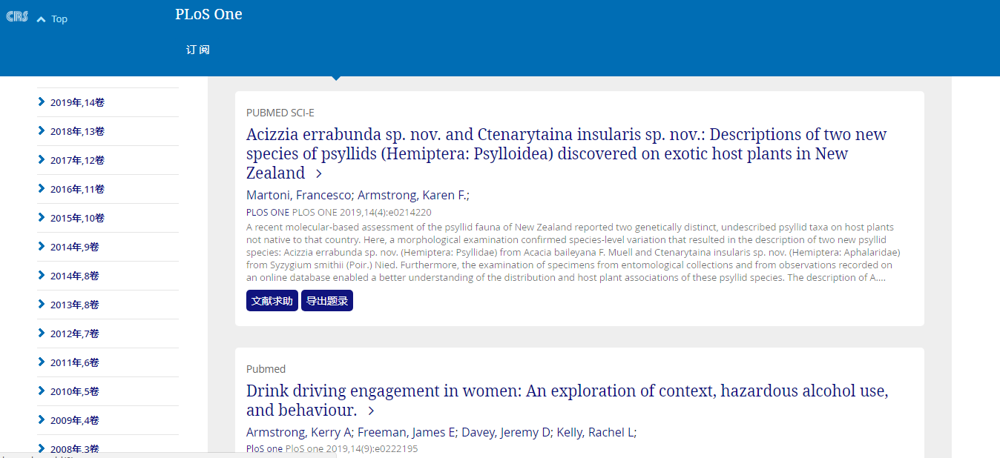 CRS Top
PLoS One
订 阅
2019年,14卷
2018年,13卷
2017年,12卷
2016年,11卷
2015年,10卷
2014年,9卷
2014年,8卷
2013年,8卷
2012年,7卷
2011年,6卷
2010年,5卷
2009年,4卷
2008年,3卷
PUBMED SCI-E
Acizzia errabunda sp. nov. and Ctenarytaina insularis sp. nov.: Descriptions of two new
species of psyllids (Hemiptera: Psylloidea) discovered on exotic host plants in New
Zealand
Martoni, Francesco; Armstrong, Karen F.;
PLOS ONE PLOS ONE 2019,14(4):e0214220
A recent molecular-based assessment of the psyllid fauna of New Zealand reported two genetically distinct, undescribed psyllid taxa on host plants
not native to that country. Here, a morphological examination confirmed species-level variation that resulted in the description of two new psyllid
species: Acizzia errabunda sp. nov. (Hemiptera: Psyllidae) from Acacia baileyana F. Muell and Ctenarytaina insularis sp. nov. (Hemiptera: Aphalaridae)
from Syzygium smithii (Poir.) Nied. Furthermore, the examination of specimens from entomological collections and from observations recorded on
an online database enabled a better understanding of the distribution and host plant associations of these psyllid species. The description of A....
文献求助 导出题录
Pubmed
Drink driving engagement in women: An exploration of context, hazardous alcohol use,
and behaviour.
Armstrong, Kerry A; Freeman, James E; Davey, Jeremy D; Kelly, Rachel L;
PloS one PloS one 2019,14(9):e0222195